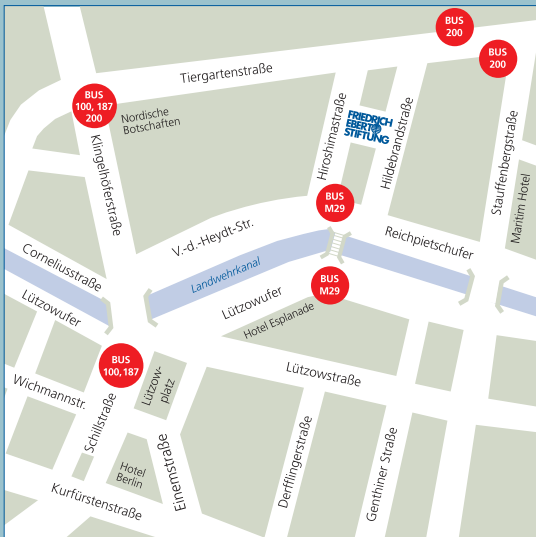 BUS
200
BUS
200
Tiergartenstraße
BUS
100, 187
200
Nordische
Botschaften
Klingelhöferstraße
Hiroshimastraße
FRIEDRICH
EBERT
STIFTUNG
Hildebrandstraße
Stauffenbergstraße
Maritim Hotel
BUS
M29
V.-d.-Heydt-Str.
Reichpietschufer
Corneliusstraße
Landwehrkanal
BUS
M29
Lützowufer
Lützowufer
Hotel Esplanade
BUS
100,187
Lützow-
platz
Lützowstraße
Wichmannstr.
Schillstraße
Hotel
Berlin
Einemstraße
Derfflingerstraße
Genthiner Straße
Kurfürstenstraße